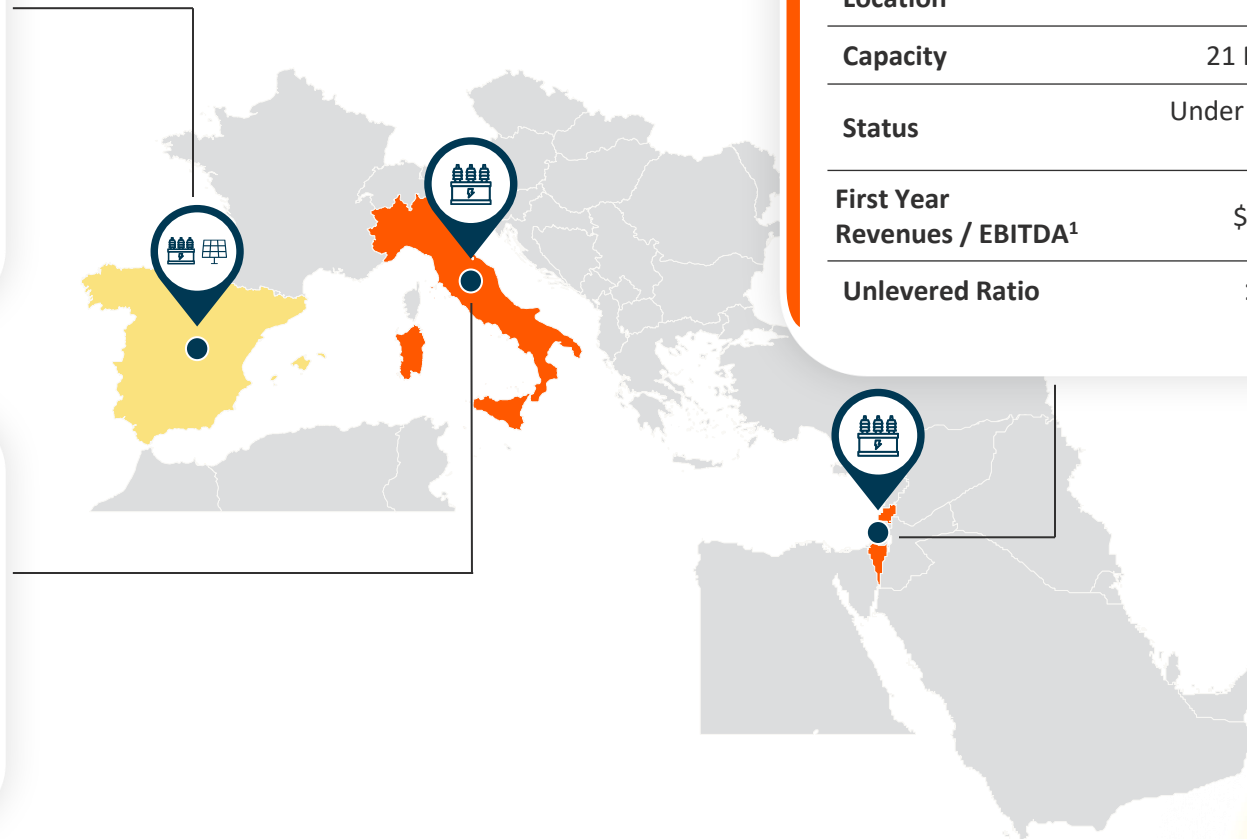 Location
Capacity 21
Status Under
First Year
Revenues / EBITDA¹ $
Unlevered Ratio